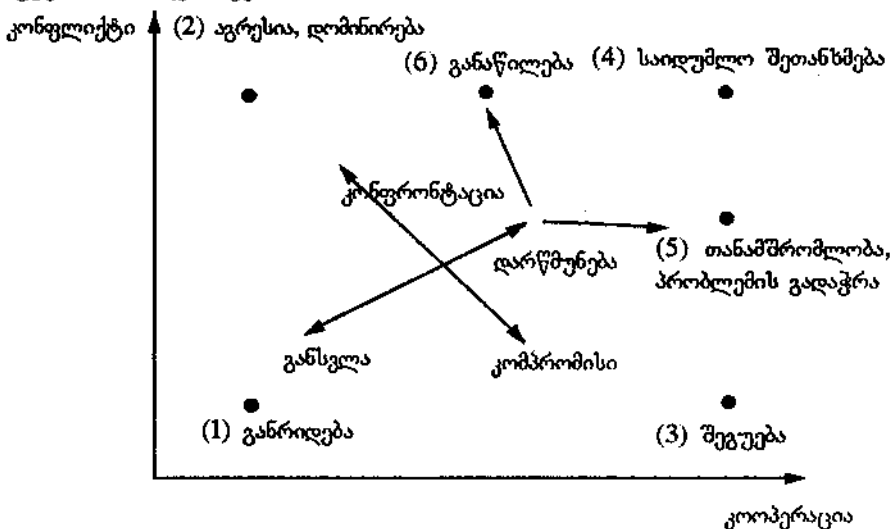 კონფლიქტი (2) აგრესია, დომინირება
(6) განაწილება (4) საიდუმლო შეთანხმება
კონფრონტაცია
დარწმუნება (5) თანამშრომლობა,
პრობლემის გადაჭრა
განსვლა კომპრომისი
(1) განრიდება (3) შეგუება
კოოპერაცია